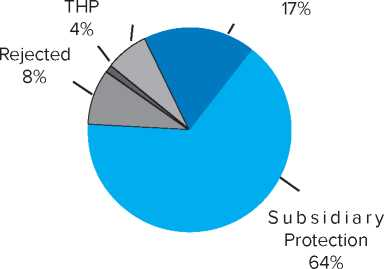 THP
4%
17%
Rejected
8%
Subsidiary
Protection
64%